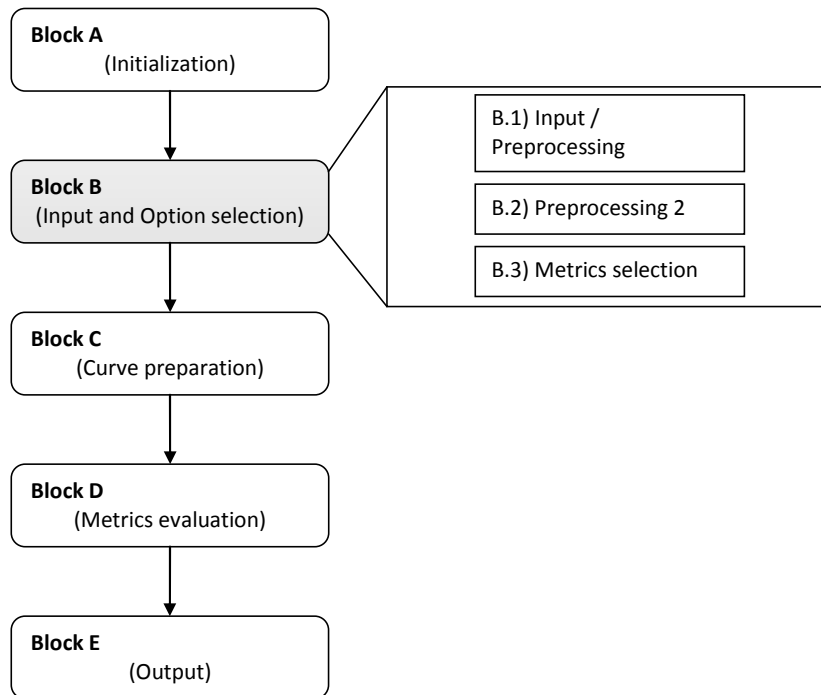 Block A
(Initialization)
Block B
(Input and Option selection)
B.1) Input /
Preprocessing
B.2) Preprocessing 2
B.3) Metrics selection
Block C
(Curve preparation)
Block D
(Metrics evaluation)
Block E
(Output)